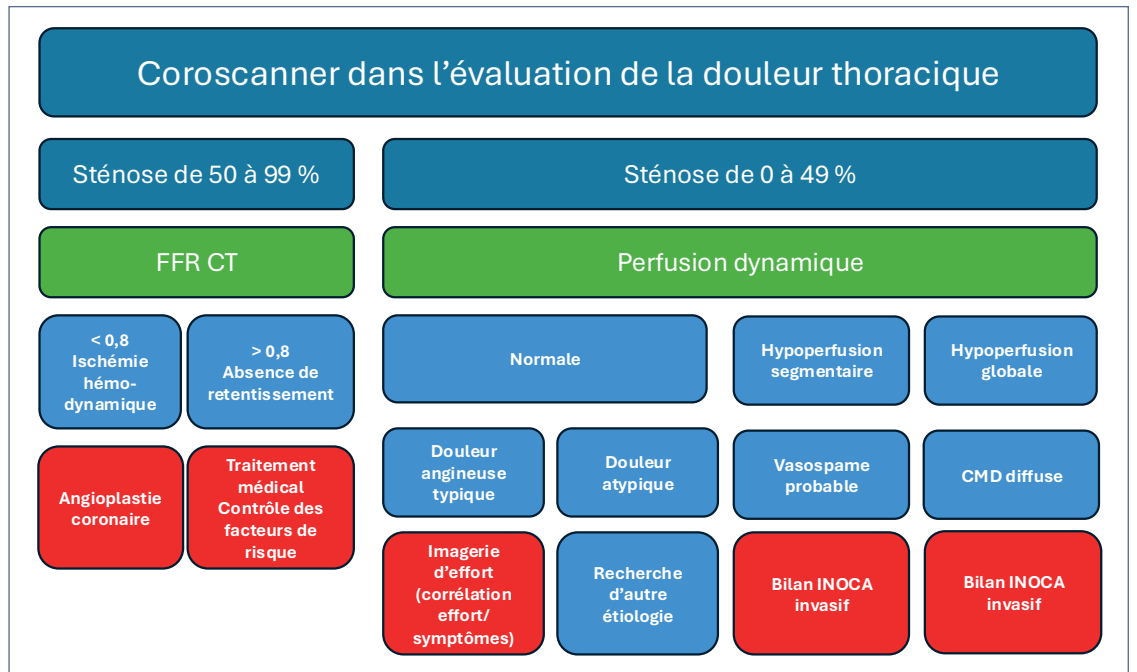 Coroscanner dans l’évaluation de la douleur thoracique
Sténose de 50 à 99 %
Sténose de 0 à 49 %
FFR CT
Perfusion dynamique
< 0,8
Ischémie
hémo-
dynamique
> 0,8
Absence de
retentissement
Normale
Hypoperfusion
segmentaire
Hypoperfusion
globale
Angioplastie
coronaire
Traitement
médical
Contrôle des
facteurs de
risque
Douleur
angineuse
typique
Douleur
atypique
Vasospame
probable
CMD diffuse
Imagerie
d’effort
(corrélation
effort/
symptômes)
Recherche
d’autre
étiologie
Bilan INOCA
invasif
Bilan INOCA
invasif